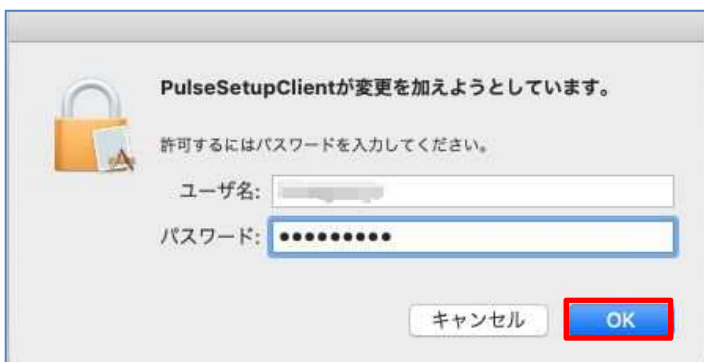 PulseSetupClientが変更を加えようとしています。
許可するにはパスワードを入力してください。
ユーザ名:
パスワード: •••••••••
キャンセル OK